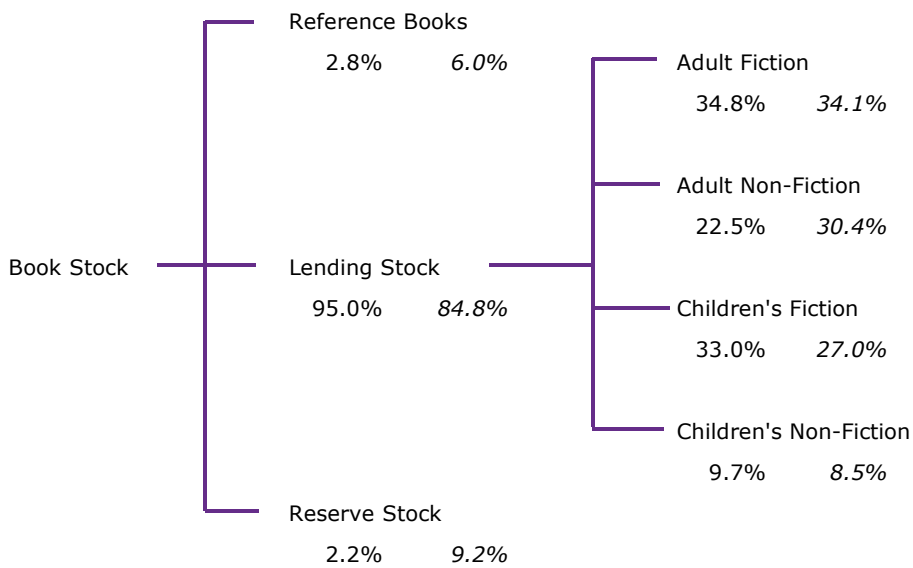 Reference Books
2.8% 6.0%
Adult Fiction
34.8% 34.1%
Adult Non-Fiction
22.5% 30.4%
Book Stock
Lending Stock
95.0% 84.8%
Children's Fiction
33.0% 27.0%
Children's Non-Fiction
9.7% 8.5%
Reserve Stock
2.2% 9.2%